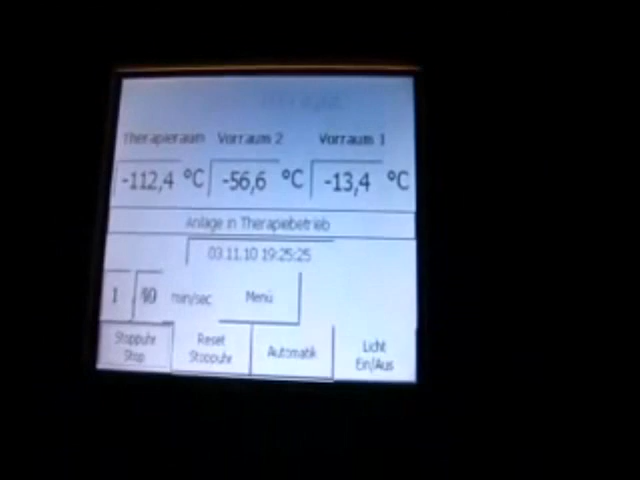 Therapieraum Vorraum 2 Vorraum 1
-112,4 °C -56,6 °C -13,4 °C
Anlage in Therapiebetrieb
03.11.10 19:25:25
1 min/sec Menü
Stoppuhr Stop
Reset Stoppuhr
Automatik
Licht Ein/Aus